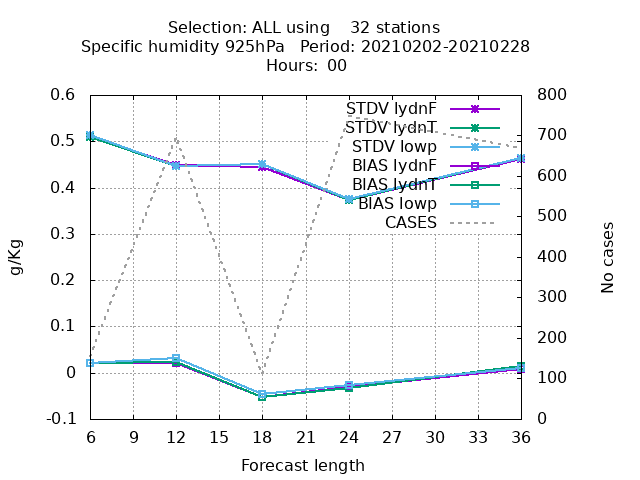 Selection: ALL using    32 stations
Specific humidity 925hPa   Period: 20210202-20210228
Hours: 00
0.6
0.5
0.4
0.3
0.2
0.1
0
-0.1
g/Kg
800
700
600
500
400
300
200
100
0
No cases
STDV lydnF
STDV lydnT
STDV lowp
BIAS lydnF
BIAS lydnT
BIAS lowp
CASES
6 9 12 15 18 21 24 27 30 33 36
Forecast length